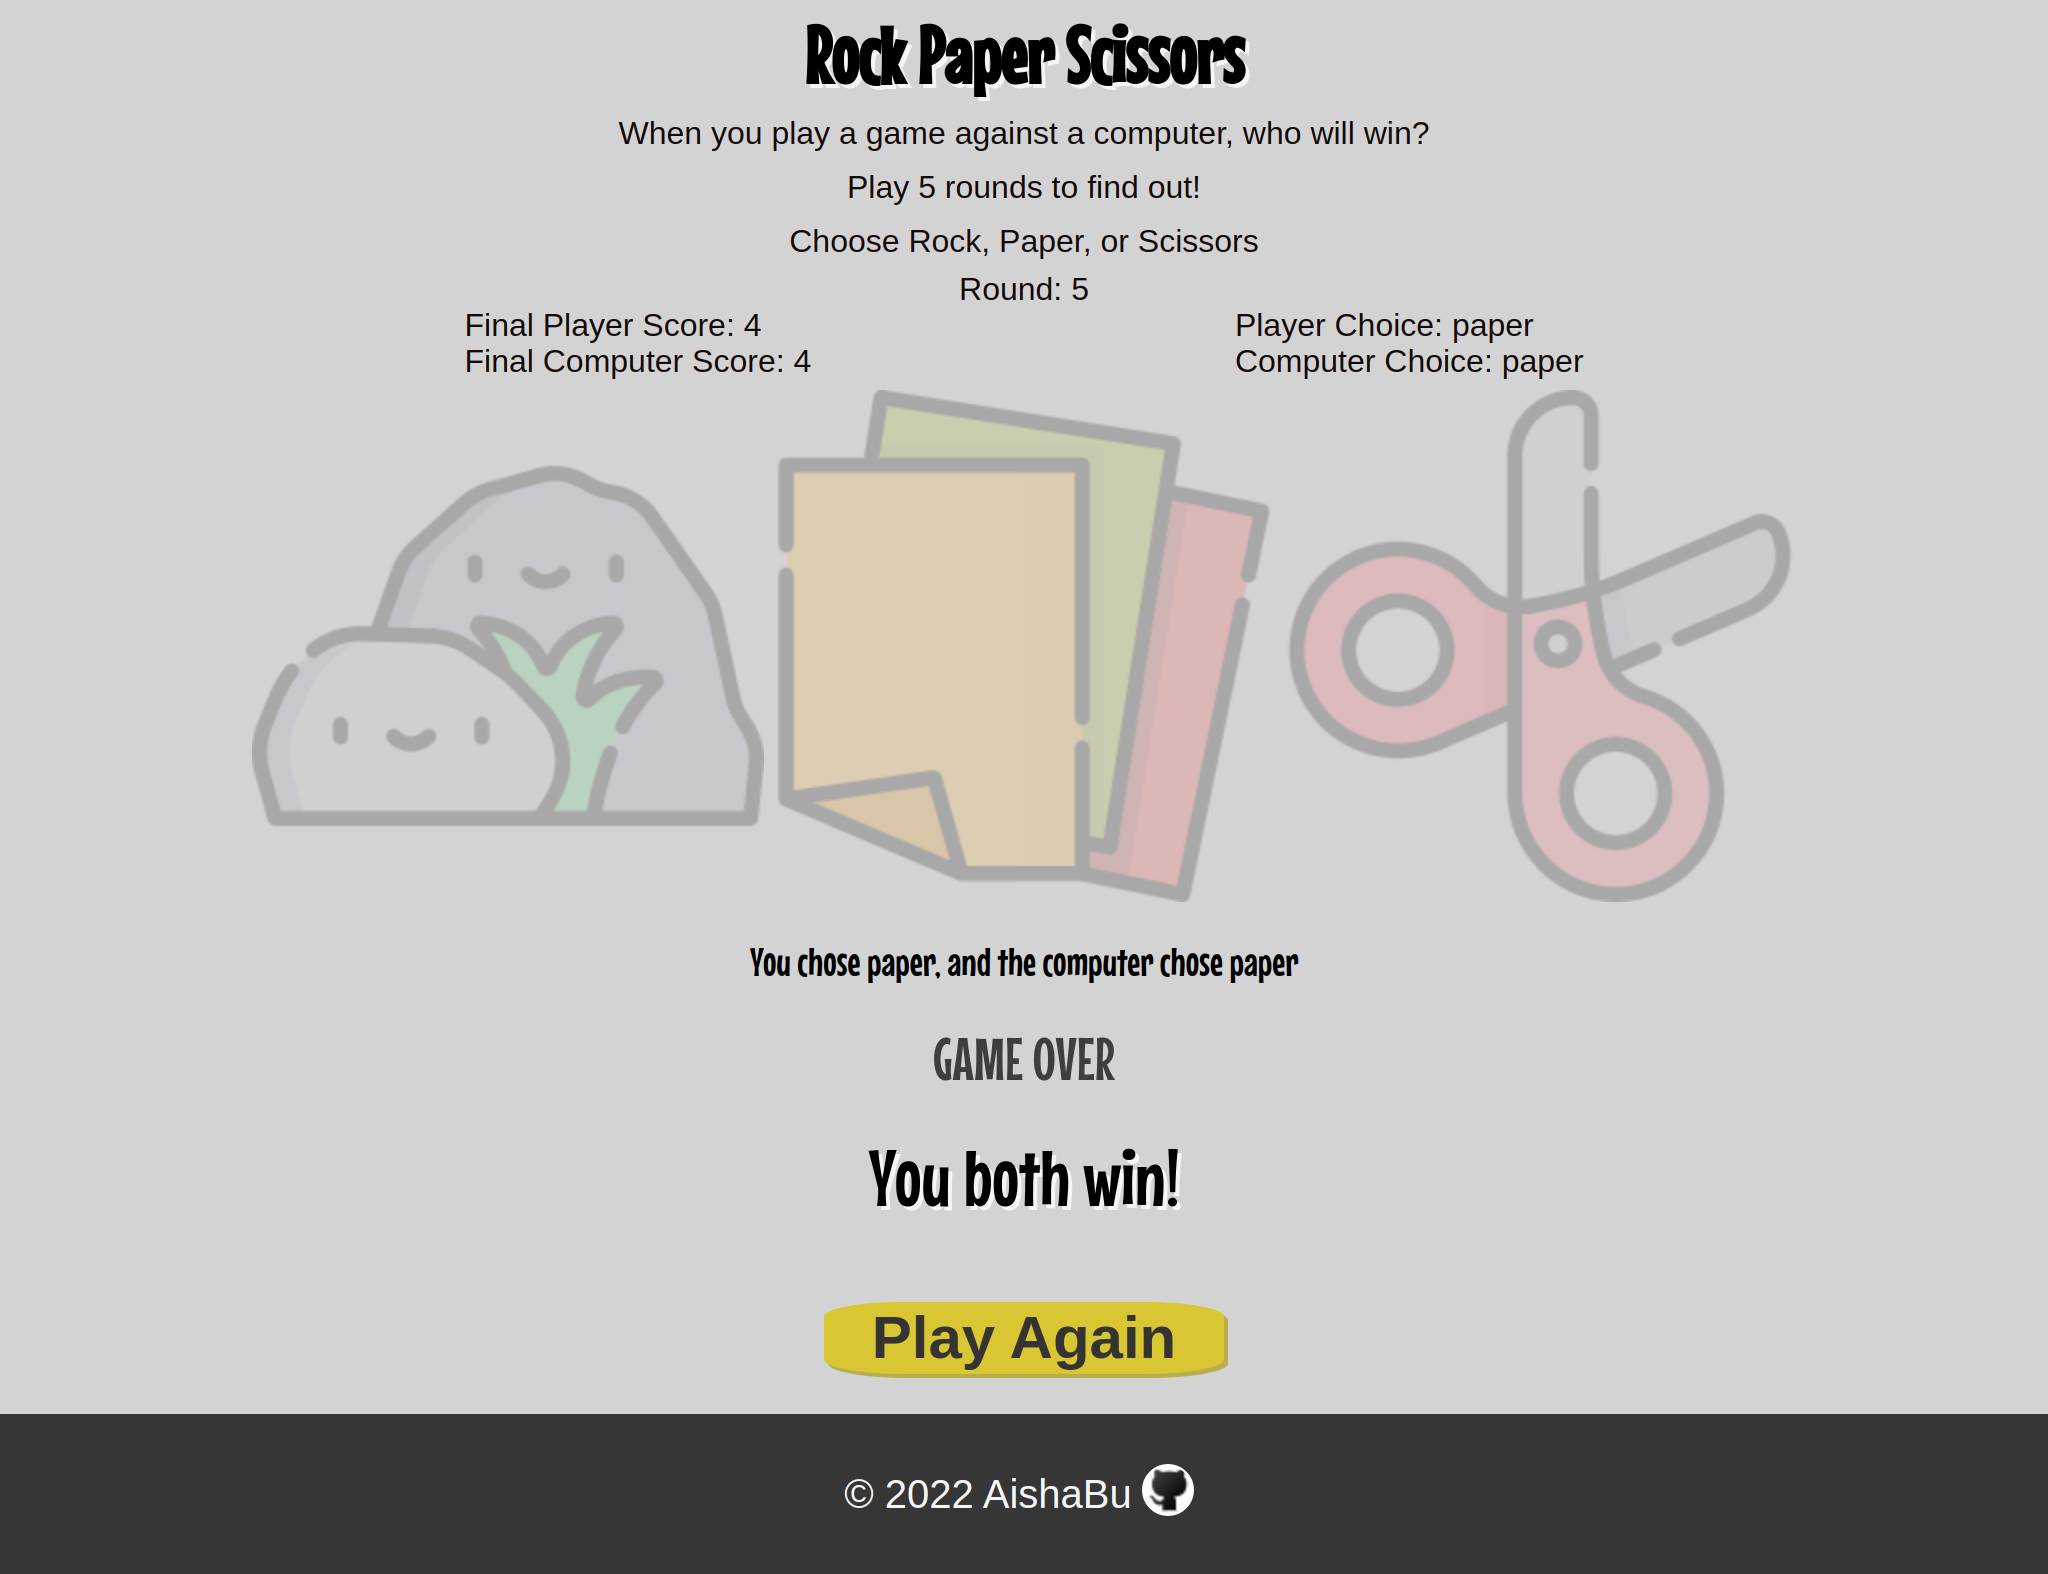 Rock Paper Scissors
When you play a game against a computer, who will win?
Play 5 rounds to find out!
Choose Rock, Paper, or Scissors
Round: 5
Final Player Score: 4
Final Computer Score: 4
Player Choice: paper
Computer Choice: paper
You chose paper, and the computer chose paper
GAME OVER
You both win!
Play Again
© 2022 AishaBu